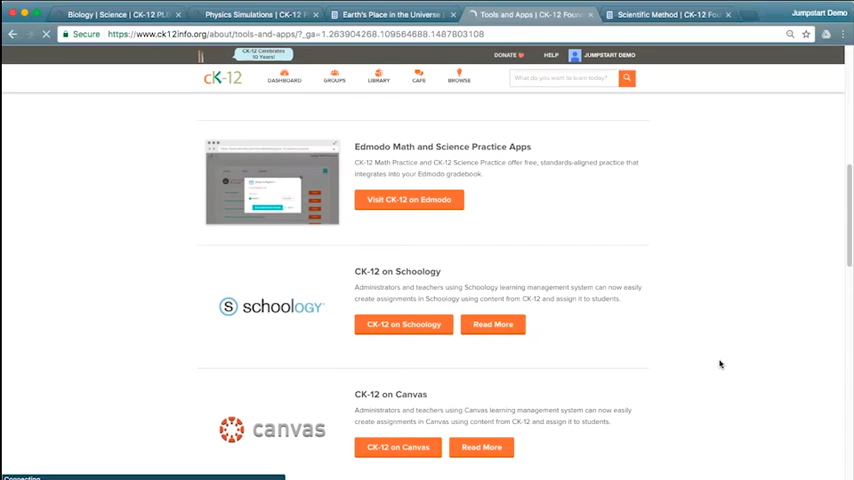 Biology | Science | CK-12 PLI
Physics Simulations | CK-12 F
Earth's Place in the Universe |
Tools and Apps | CK-12 Foun
Scientific Method | CK-12 Fou
Jumpstart Demo
Secure
https://www.ck12info.org/about/tools-and-apps/?_ga=1.263904268.109564488.1487803108
CK-12 Celebrates
10 Years!
DONATE
HELP
JUMPSTART DEMO
cK-12
DASHBOARD
GROUPS
LIBRARY
CAFE
BROWSE
What do you want to learn today?
Edmodo Math and Science Practice Apps
CK-12 Math Practice and CK-12 Science Practice offer free, standards-aligned practice that
integrates into your Edmodo gradebook.
Visit CK-12 on Edmodo
CK-12 on Schoology
Administrators and teachers using Schoology learning management system can now easily
create assignments in Schoology using content from CK-12 and assign it to students.
S schoology
CK-12 on Schoology
Read More
CK-12 on Canvas
Administrators and teachers using Canvas learning management system can now easily
create assignments in Canvas using content from CK-12 and assign it to students.
canvas
CK-12 on Canvas
Read More
Connecting